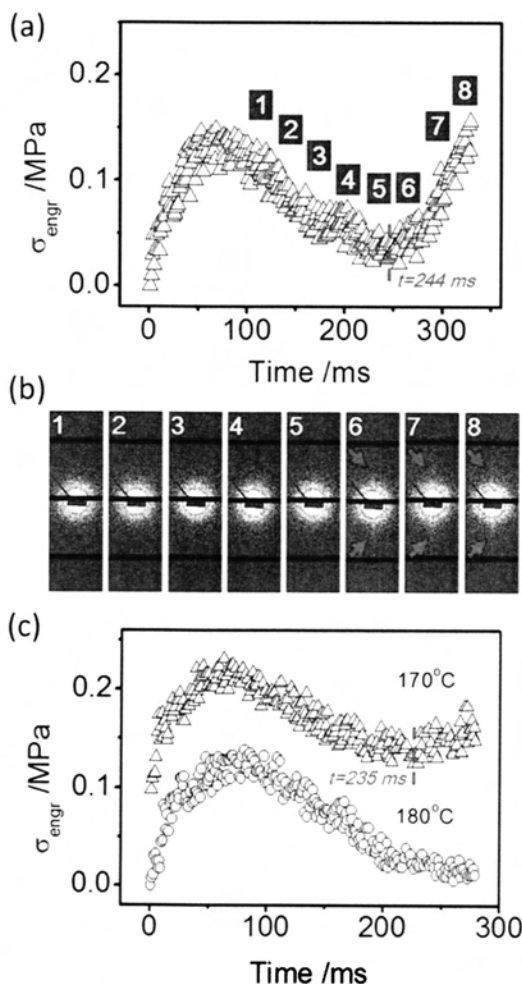 (a)
0.2
0.1
0.0
σengr /MPa
1 2 3 4 5 6 7 8
t=244 ms
0 100 200 300
Time /ms
(b)
1 2 3 4 5 6 7 8
(c)
0.2
0.1
0.0
σengr /MPa
170°C
t=235 ms
180°C
0 100 200 300
Time /ms